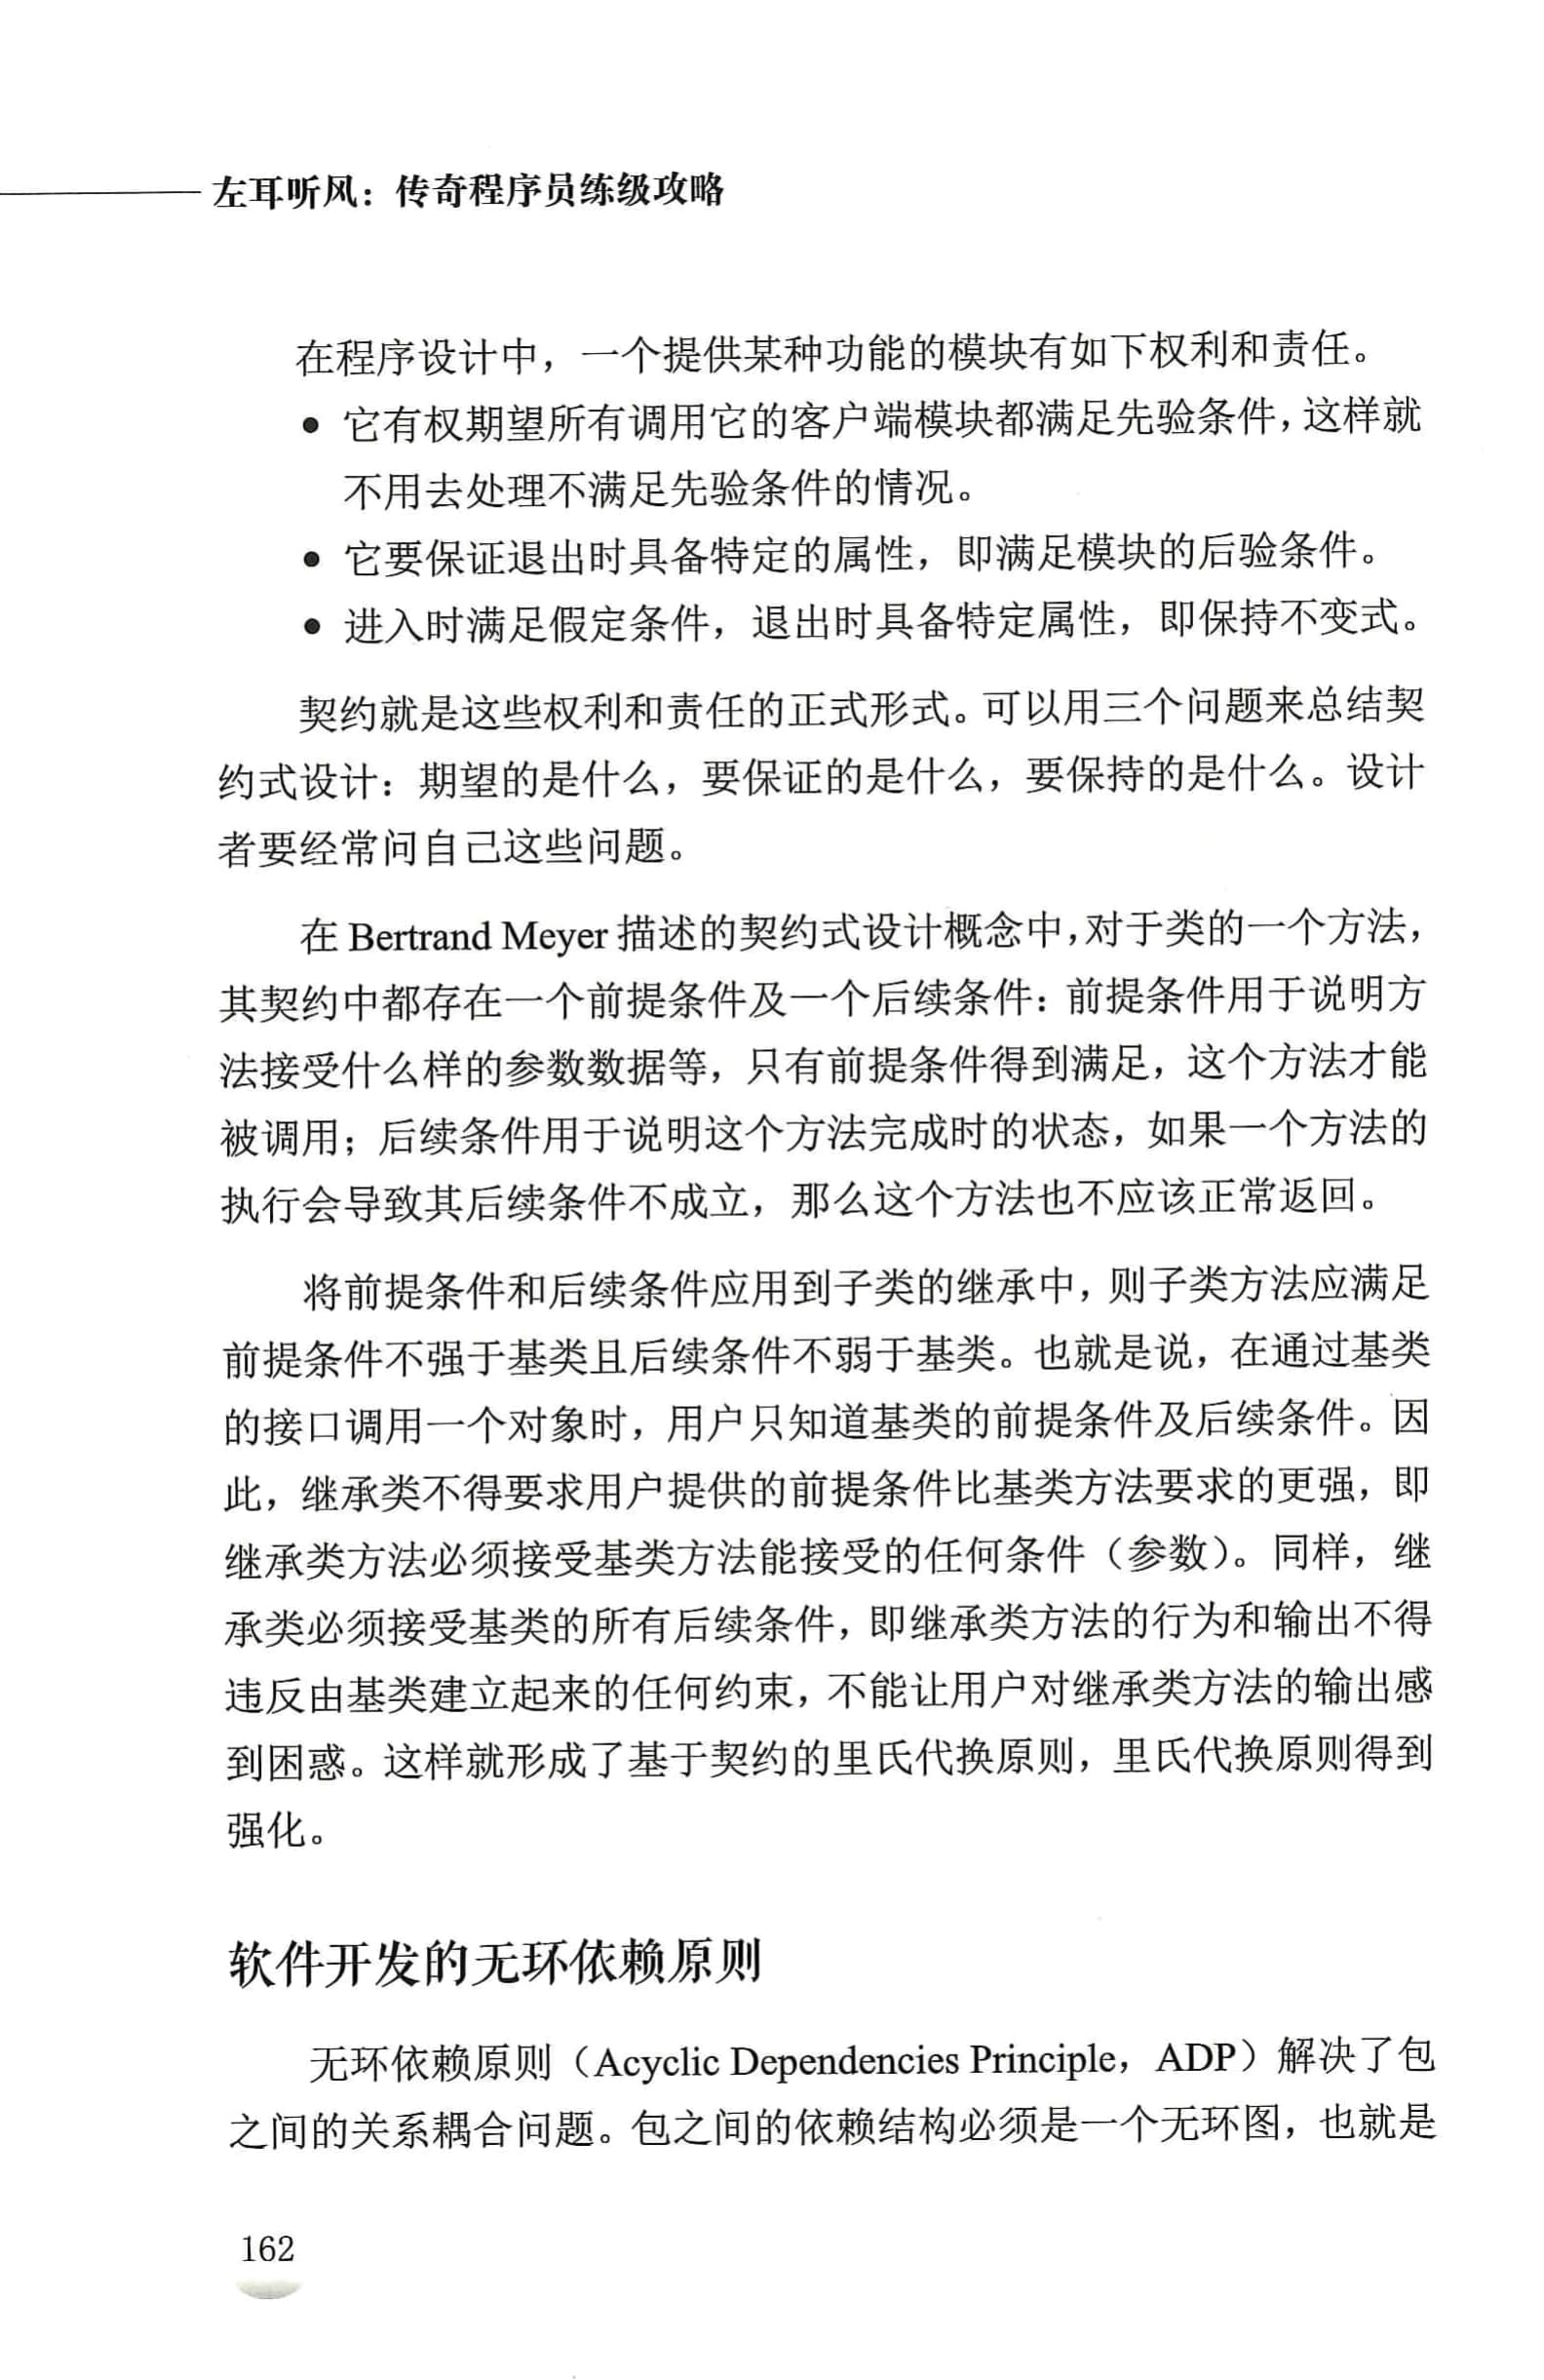 左耳听风：传奇程序员练级攻略
在程序设计中，一个提供某种功能的模块有如下权利和责任。
● 它有权期望所有调用它的客户端模块都满足先验条件，这样就
不用去处理不满足先验条件的情况。
● 它要保证退出时具备特定的属性，即满足模块的后验条件。
● 进入时满足假定条件，退出时具备特定属性，即保持不变式。
契约就是这些权利和责任的正式形式。可以用三个问题来总结契
约式设计：期望的是什么，要保证的是什么，要保持的是什么。设计
者要经常问自己这些问题。
在 Bertrand Meyer 描述的契约式设计概念中，对于类的一个方法，
其契约中都存在一个前提条件及一个后续条件：前提条件用于说明方
法接受什么样的参数数据等，只有前提条件得到满足，这个方法才能
被调用；后续条件用于说明这个方法完成时的状态，如果一个方法的
执行会导致其后续条件不成立，那么这个方法也不应该正常返回。
将前提条件和后续条件应用到子类的继承中，则子类方法应满足
前提条件不强于基类且后续条件不弱于基类。也就是说，在通过基类
的接口调用一个对象时，用户只知道基类的前提条件及后续条件。因
此，继承类不得要求用户提供的前提条件比基类方法要求的更强，即
继承类方法必须接受基类方法能接受的任何条件（参数）。同样，继
承类必须接受基类的所有后续条件，即继承类方法的行为和输出不得
违反由基类建立起来的任何约束，不能让用户对继承类方法的输出感
到困惑。这样就形成了基于契约的里氏代换原则，里氏代换原则得到
强化。
软件开发的无环依赖原则
无环依赖原则（Acyclic Dependencies Principle，ADP）解决了包
之间的关系耦合问题。包之间的依赖结构必须是一个无环图，也就是
162